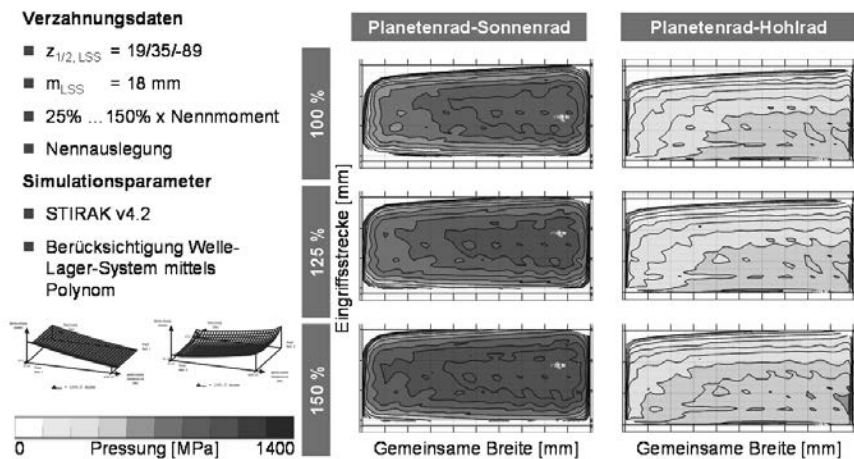 Verzahnungsdaten
z1/2, LSS = 19/35/-89
mLSS = 18 mm
25% ... 150% x Nennmoment
Nennauslegung
Simulationsparameter
STIRAK v4.2
Berücksichtigung Welle-
Lager-System mittels
Polynom
0 Pressung [MPa] 1400
Planetenrad-Sonnenrad
Planetenrad-Hohlrad
100 %
125 %
150 %
Eingriffsstrecke [mm]
Gemeinsame Breite [mm]
Gemeinsame Breite [mm]